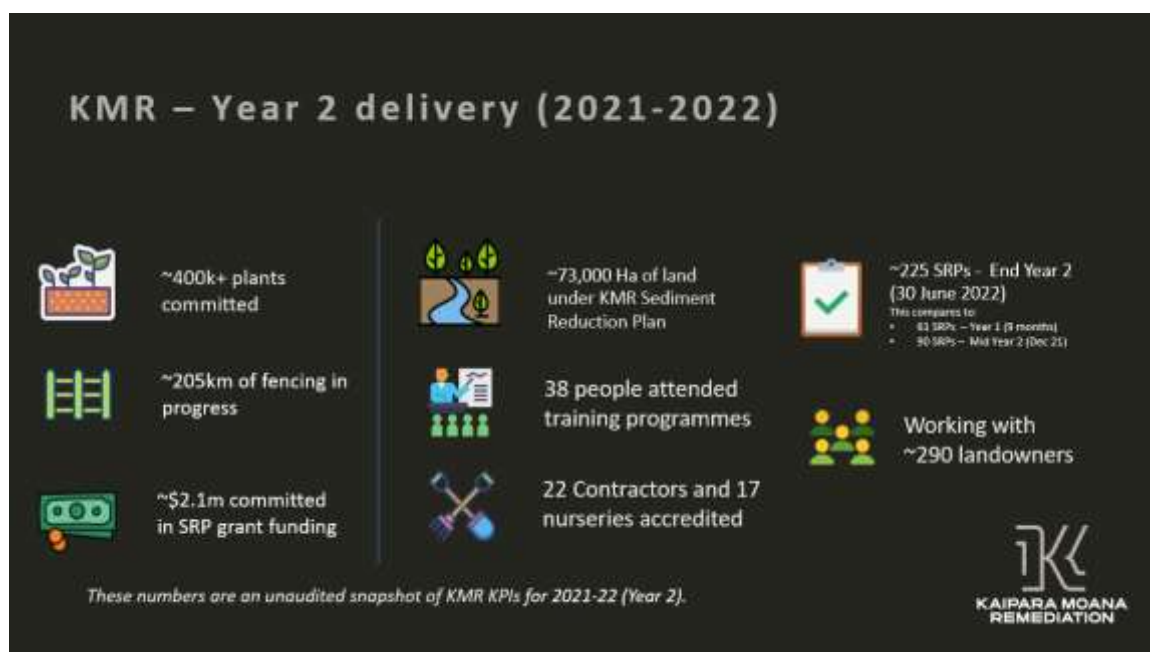 KMR – Year 2 delivery (2021-2022)
~400k+ plants
committed
~205km of fencing in
progress
~$2.1m committed
in SRP grant funding
~73,000 Ha of land
under KMR Sediment
Reduction Plan
38 people attended
training programmes
22 Contractors and 17
nurseries accredited
~225 SRPs - End Year 2
(30 June 2022)
This compares to:
• SRPs – Year 1 (9 months)
• 90 SRPs – Mid Year 2 (Dec 21)
Working with
~290 landowners
These numbers are an unaudited snapshot of KMR KPIs for 2021-22 (Year 2).
KAIPARA MOANA
REMEDIATION